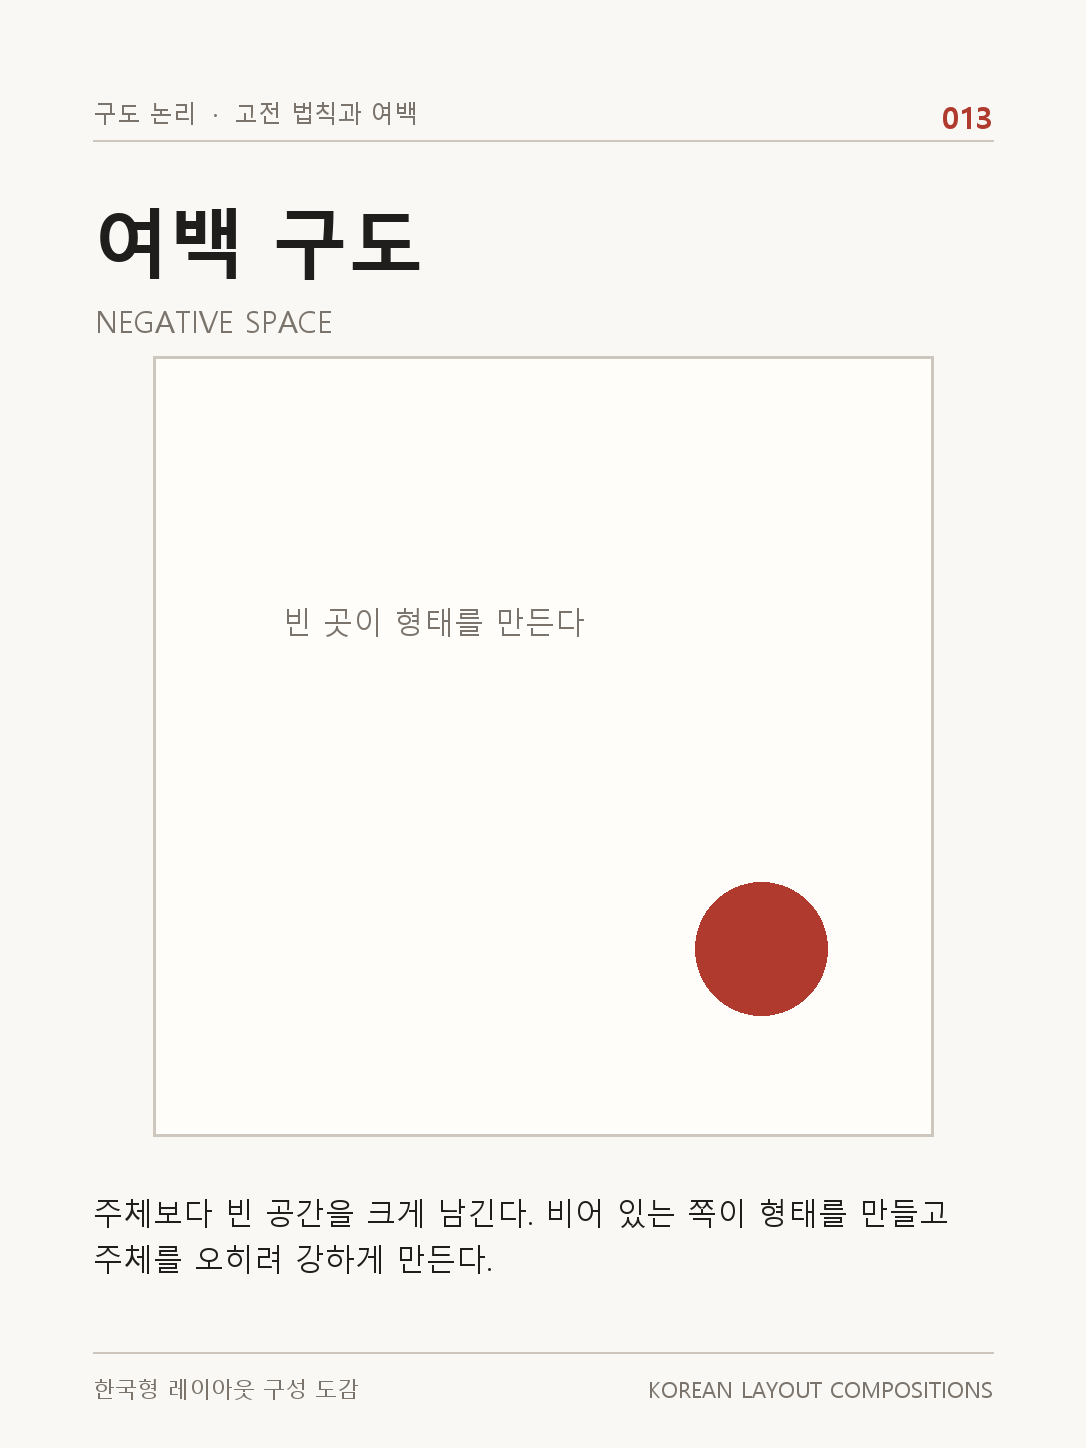 구도 논리 · 고전 법칙과 여백
013
여백 구도
NEGATIVE SPACE
빈 곳이 형태를 만든다
주체보다 빈 공간을 크게 남긴다. 비어 있는 쪽이 형태를 만들고
주체를 오히려 강하게 만든다.
한국형 레이아웃 구성 도감
KOREAN LAYOUT COMPOSITIONS